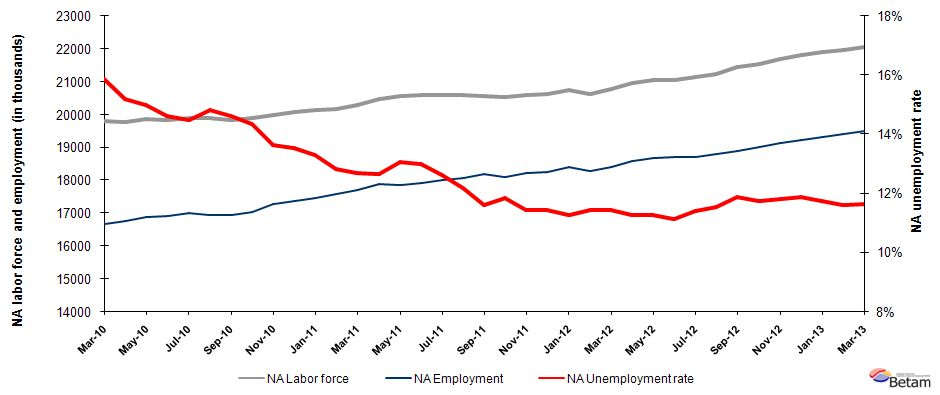 NA labor force and employment (in thousands)
23000
22000
21000
20000
19000
18000
17000
16000
15000
14000
18%
16%
14%
12%
10%
8%
NA unemployment rate
Mar-10
May-10
Jul-10
Sep-10
Nov-10
Jan-11
Mar-11
May-11
Jul-11
Sep-11
Nov-11
Jan-12
Mar-12
May-12
Jul-12
Sep-12
Nov-12
Jan-13
Mar-13
NA Labor force
NA Employment
NA Unemployment rate
Betam